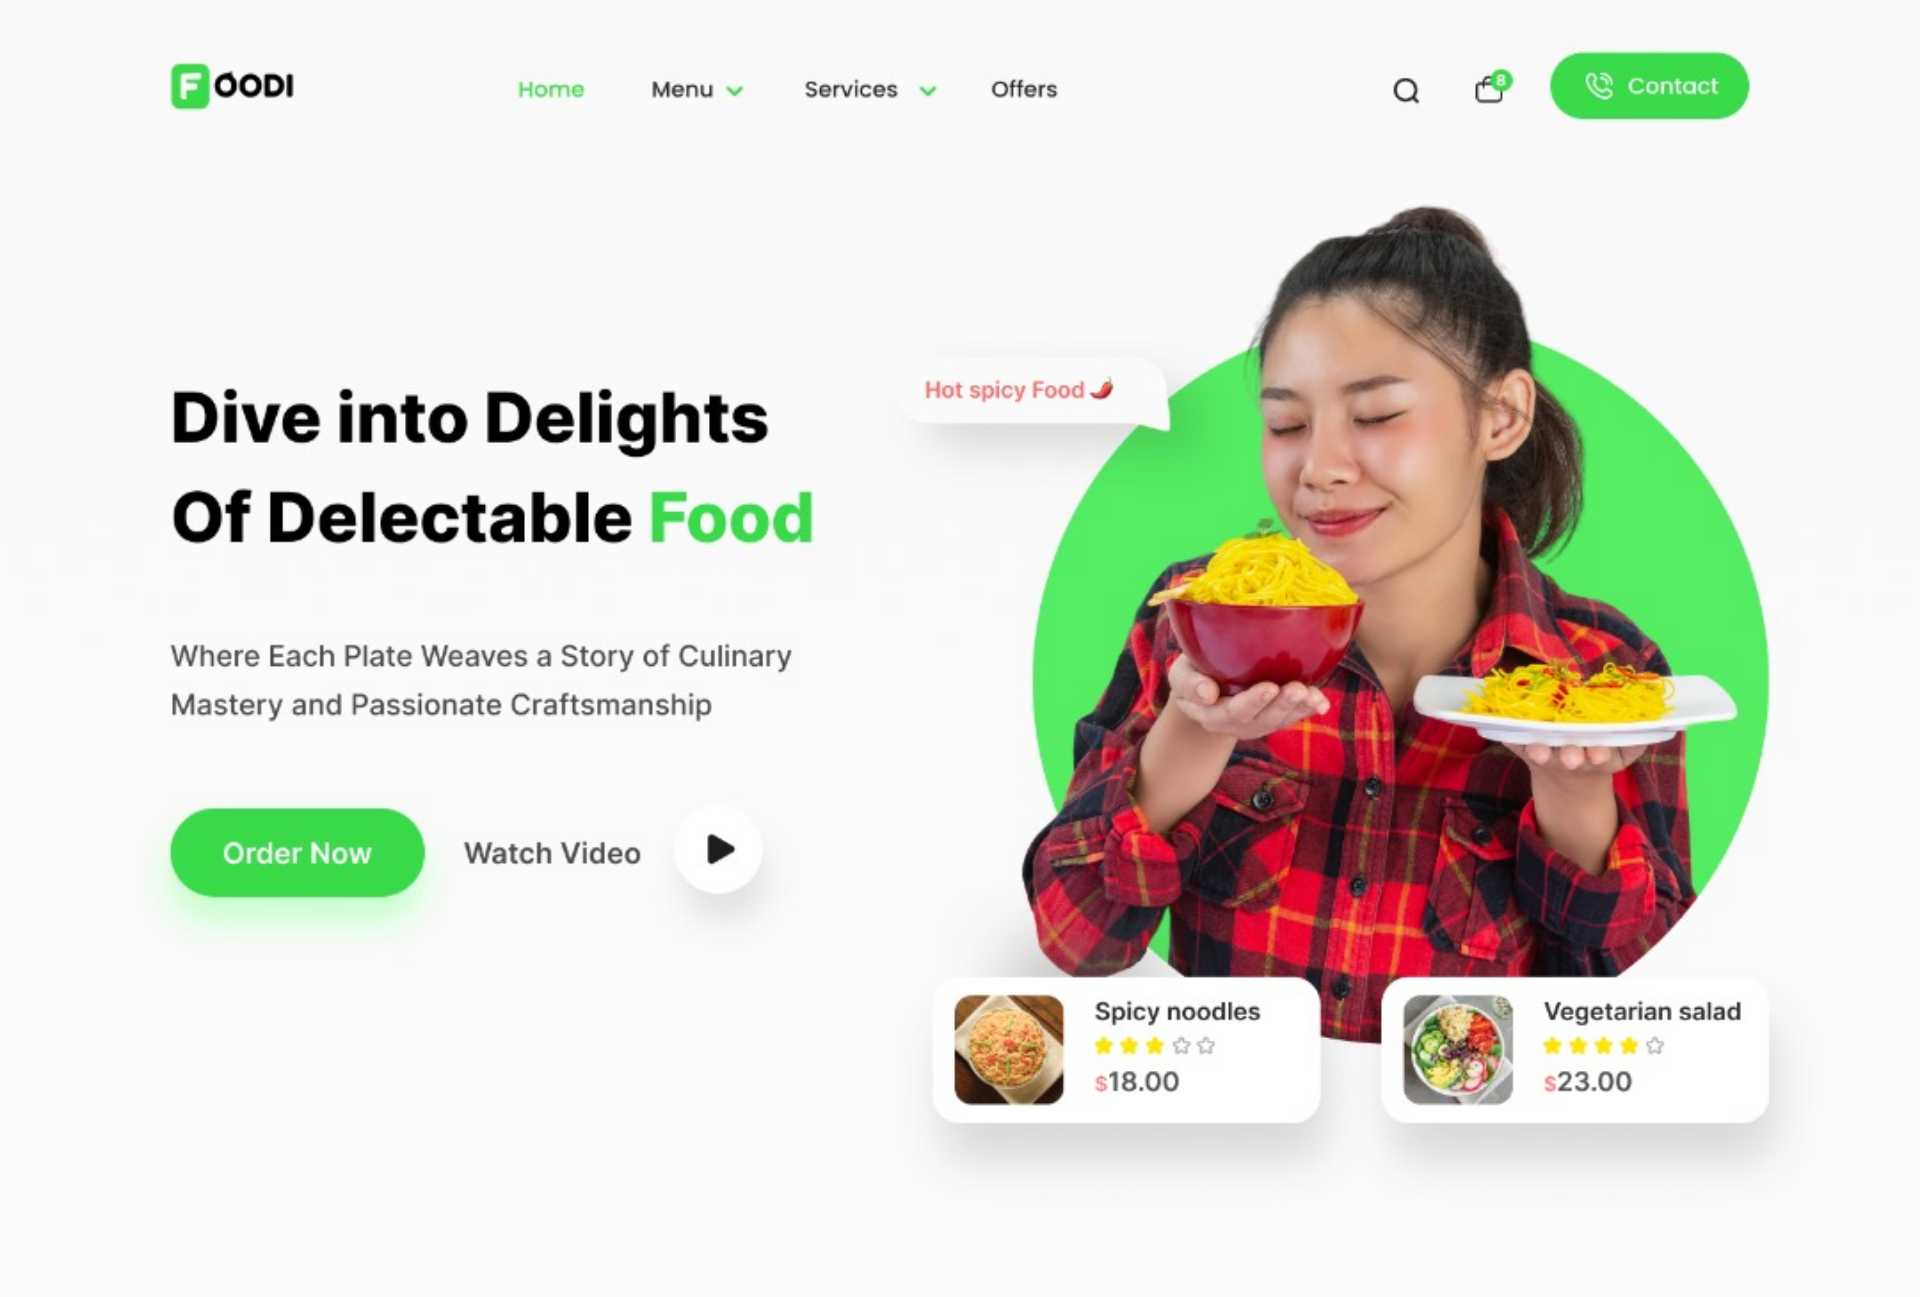 FOODI
Home
Menu
Services
Offers
8
Contact
Hot spicy Food
Dive into Delights
Of Delectable Food
Where Each Plate Weaves a Story of Culinary
Mastery and Passionate Craftsmanship
Order Now
Watch Video
Spicy noodles
$18.00
Vegetarian salad
$23.00